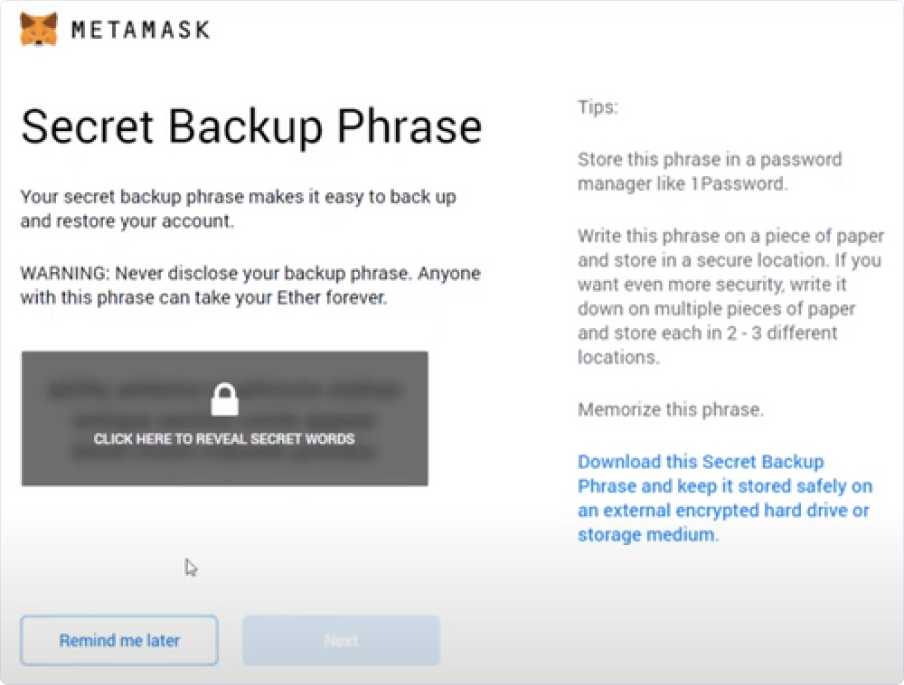 METAMASK
Secret Backup Phrase
Your secret backup phrase makes it easy to back up
and restore your account.
WARNING: Never disclose your backup phrase. Anyone
with this phrase can take your Ether forever.
CLICK HERE TO REVEAL SECRET WORDS
Remind me later
Next
Tips:
Store this phrase in a password
manager like 1Password.
Write this phrase on a piece of paper
and store in a secure location. If you
want even more security, write it
down on multiple pieces of paper
and store each in 2 - 3 different
locations.
Memorize this phrase.
Download this Secret Backup
Phrase and keep it stored safely on
an external encrypted hard drive or
storage medium.